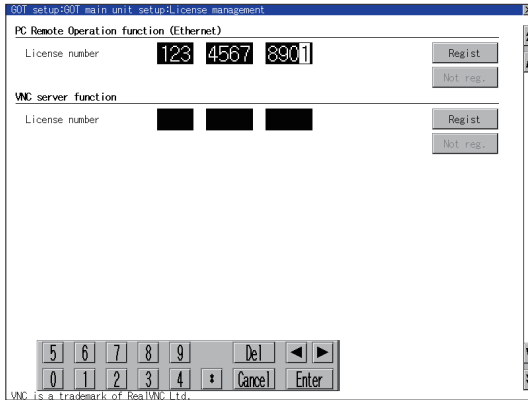 GOT setup:GOT main unit setup:License management
PC Remote Operation function (Ethernet)
License number 123 4567 8901 Regist
Not reg.
VNC server function
License number Regist
Not reg.
5 6 7 8 9 Del ◀ ▶
0 1 2 3 4 Cancel Enter
VNC is a trademark of RealVNC Ltd.